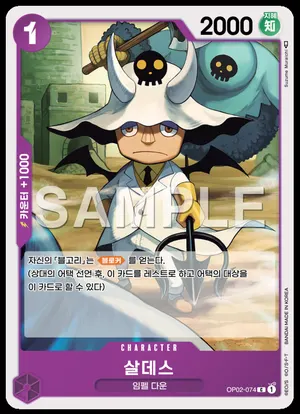 1
2000
지혜
知
Suzume Muraichi
카운터 +1000
SAMPLE
자신의 「블고리」는 블로커 를 얻는다.
(상대의 어택 선언 후, 이 카드를 레스트로 하고 어택의 대상을
이 카드로 할 수 있다)
BANDAI MADE IN KOREA
CHARACTER
살데스
임펠 다운
OP02-074 C 1